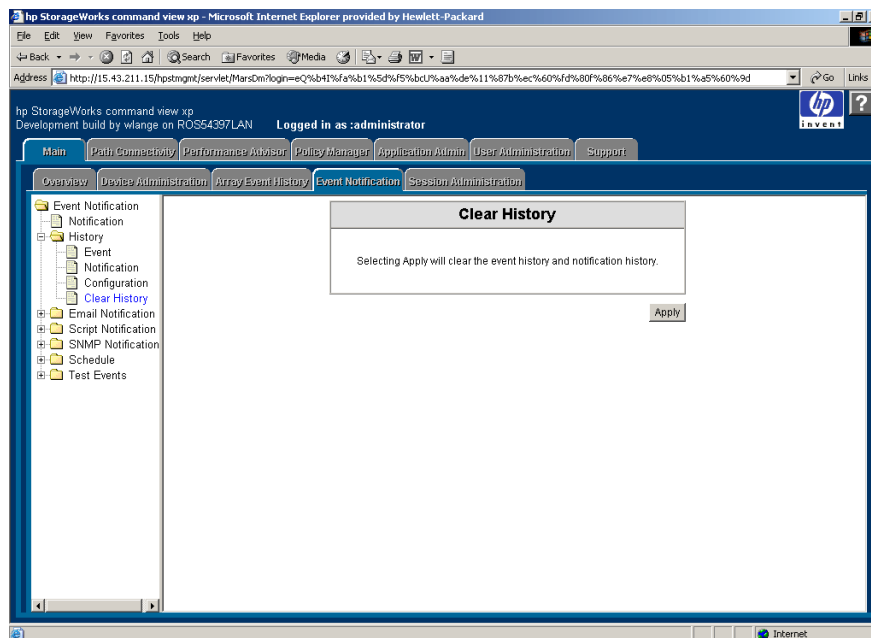 hp StorageWorks command view xp - Microsoft Internet Explorer provided by Hewlett-Packard
File Edit View Favorites Tools Help
Back Search Favorites Media
Address http://15.43.211.15/hpstmgmt/servlet/MarsDm?login=eQ%b4I%fa%b1%5d%f5%bcU%aa%de%11%87b%ec%60%fd%80f%86%e7%e8%05%b1%a5%60%9d Go Links
hp StorageWorks command view xp
Development build by wlange on ROS54397LAN Logged in as :administrator
hp
invent
?
Main Path Connectivity Performance Advisor Policy Manager Application Admin User Administration Support
Overview Device Administration Array Event History Event Notification Session Administration
Event Notification
Notification
History
Event
Notification
Configuration
Clear History
Email Notification
Script Notification
SNMP Notification
Schedule
Test Events
Clear History
Selecting Apply will clear the event history and notification history.
Apply
Internet